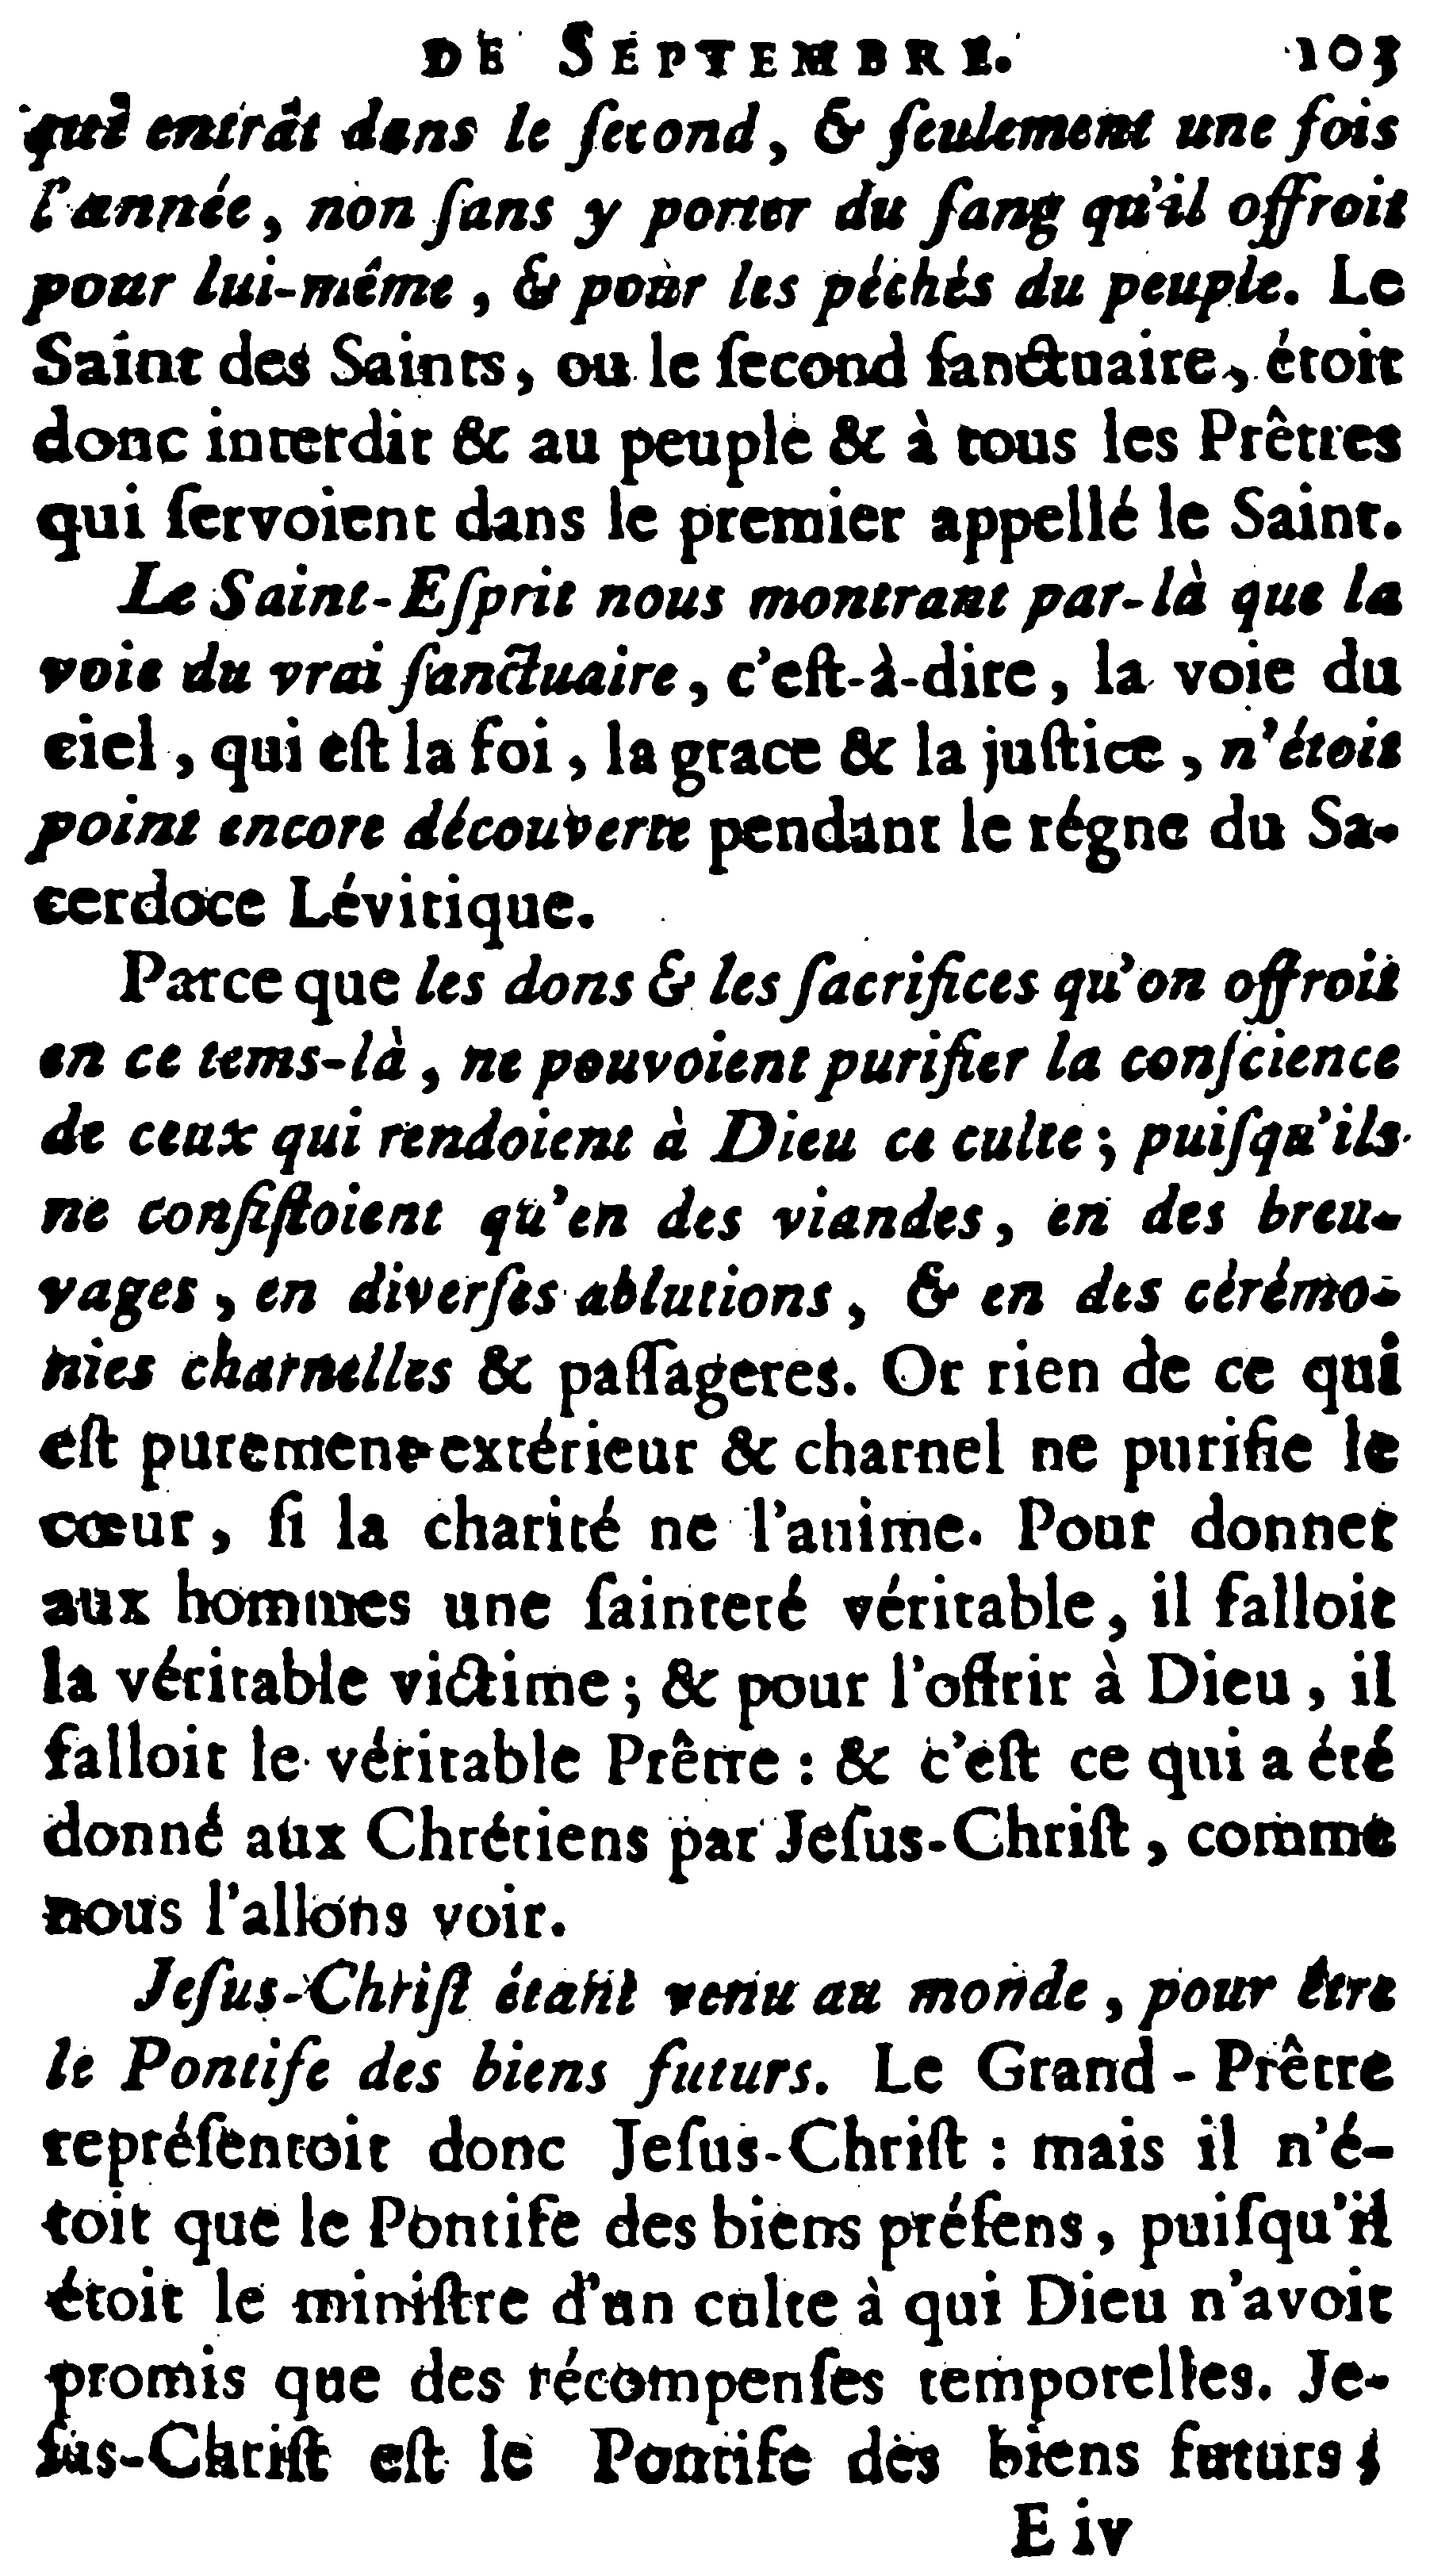 DE SEPTEMBRE. 103
qui entrât dans le ſecond, & ſeulement une fois
l'année, non ſans y porter du ſang qu'il offroit
pour lui-même, & pour les péchés du peuple. Le
Saint des Saints, ou le ſecond ſanctuaire, étoit
donc interdit & au peuple & à tous les Prêtres
qui ſervoient dans le premier appellé le Saint.
Le Saint-Eſprit nous montrant par-là que la
voie du vrai ſanctuaire, c'eſt-à-dire, la voie du
ciel, qui eſt la foi, la grace & la juſtice, n'étoit
point encore découverte pendant le régne du Sa-
cerdoce Lévitique.
Parce que les dons & les ſacrifices qu'on offroit
en ce tems-là, ne pouvoient purifier la conſcience
de ceux qui rendoient à Dieu ce culte; puiſqu'ils
ne conſiſtoient qu'en des viandes, en des breu-
vages, en diverſes ablutions, & en des cérémo-
nies charnelles & paſſageres. Or rien de ce qui
eſt purement extérieur & charnel ne purifie le
cœur, ſi la charité ne l'anime. Pour donner
aux hommes une ſainteté véritable, il falloit
la véritable victime; & pour l'offrir à Dieu, il
falloit le véritable Prêtre : & c'eſt ce qui a été
donné aux Chrétiens par Jeſus-Chriſt, comme
nous l'allons voir.
Jeſus-Chriſt étant venu au monde, pour être
le Pontife des biens futurs. Le Grand-Prêtre
repréſentoit donc Jeſus-Chriſt : mais il n'é-
toit que le Pontife des biens préſens, puiſqu'il
étoit le miniſtre d'un culte à qui Dieu n'avoit
promis que des récompenſes temporelles. Je-
ſus-Chriſt eſt le Pontife des biens futurs;
E iv